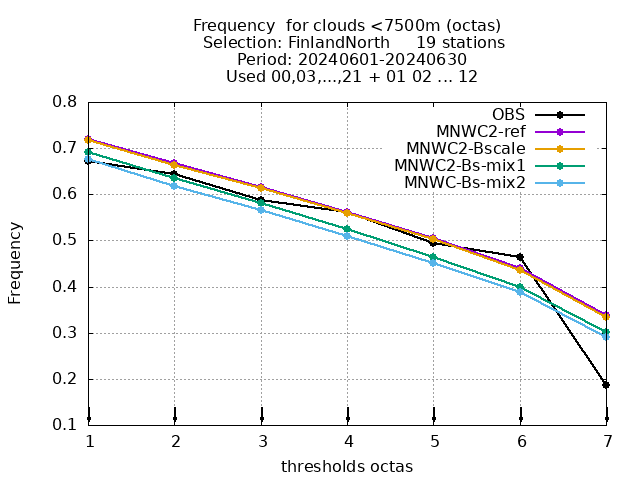 Frequency  for clouds <7500m (octas)
Selection: FinlandNorth     19 stations
Period: 20240601-20240630
Used 00,03,...,21 + 01 02 ... 12
OBS
MNWC2-ref
MNWC2-Bscale
MNWC2-Bs-mix1
MNWC-Bs-mix2
Frequency
0.8
0.7
0.6
0.5
0.4
0.3
0.2
0.1
1 2 3 4 5 6 7
thresholds octas